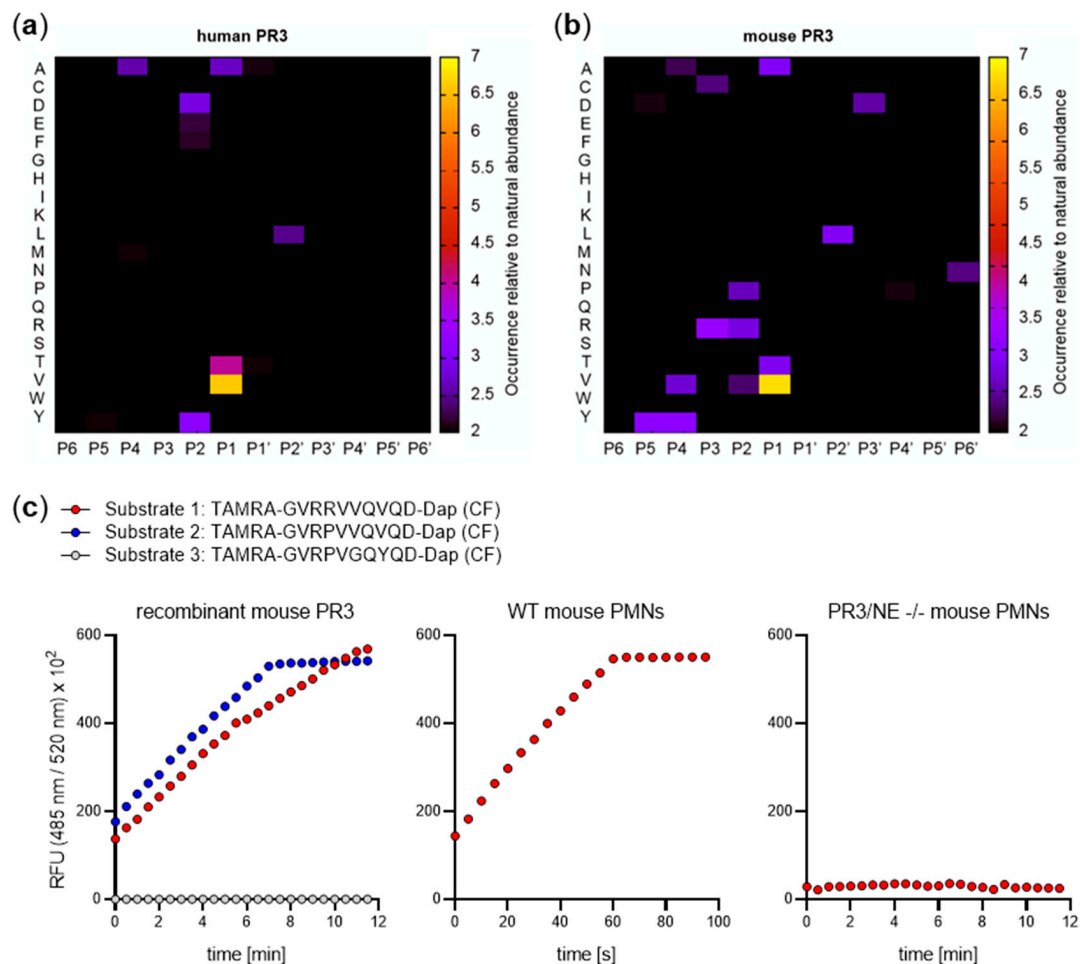 (a) human PR3
(b) mouse PR3
A
C
D
E
F
G
H
I
K
L
M
N
P
Q
R
S
T
V
W
Y
P6 P5 P4 P3 P2 P1 P1' P2' P3' P4' P5' P6'
7
6.5
6
5.5
5
4.5
4
3.5
3
2.5
2
Occurrence relative to natural abundance
A
C
D
E
F
G
H
I
K
L
M
N
P
Q
R
S
T
V
W
Y
P6 P5 P4 P3 P2 P1 P1' P2' P3' P4' P5' P6'
7
6.5
6
5.5
5
4.5
4
3.5
3
2.5
2
Occurrence relative to natural abundance
(c) Substrate 1: TAMRA-GVRRVVQVQD-Dap (CF)
Substrate 2: TAMRA-GVRPVVQVQD-Dap (CF)
Substrate 3: TAMRA-GVRPVGQYQD-Dap (CF)
recombinant mouse PR3
WT mouse PMNs
PR3/NE -/- mouse PMNs
RFU (485 nm / 520 nm) x 10²
600
400
200
0
0 2 4 6 8 10 12
time [min]
600
400
200
0
0 20 40 60 80 100
time [s]
600
400
200
0
0 2 4 6 8 10 12
time [min]